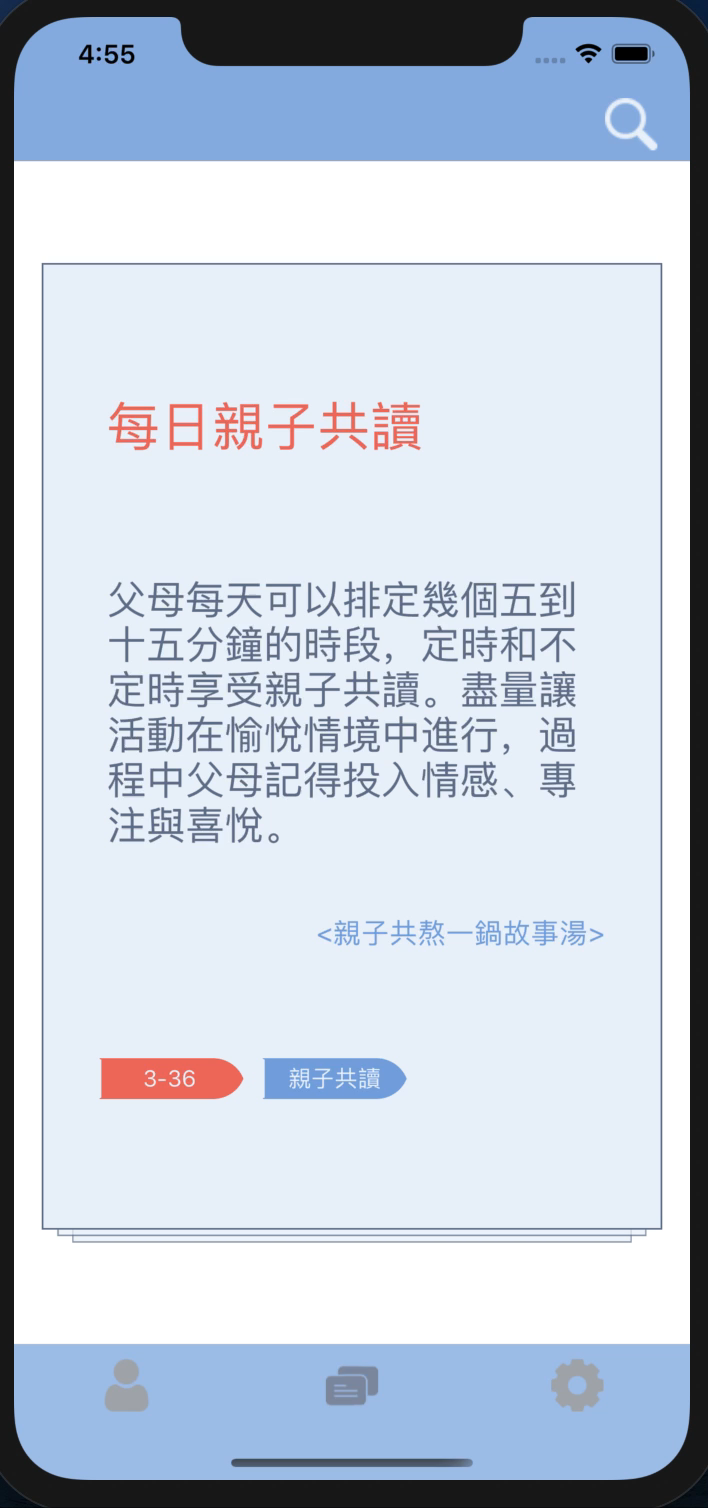 4:55
每日親子共讀
父母每天可以排定幾個五到
十五分鐘的時段，定時和不
定時享受親子共讀。盡量讓
活動在愉悅情境中進行，過
程中父母記得投入情感、專
注與喜悅。
<親子共熬一鍋故事湯>
3-36
親子共讀